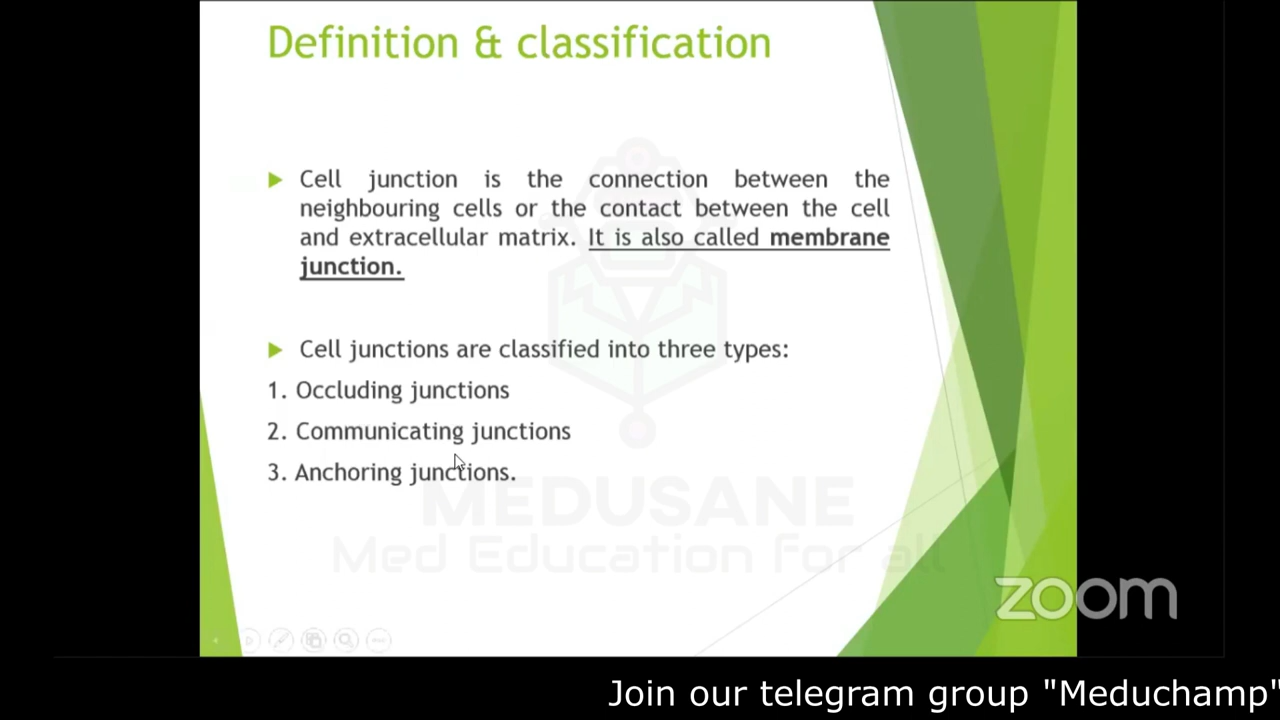 Definition & classification
Cell junction is the connection between the
neighbouring cells or the contact between the cell
and extracellular matrix. It is also called membrane
junction.
Cell junctions are classified into three types:
1. Occluding junctions
2. Communicating junctions
3. Anchoring junctions.
MEDUSANE
Med Education for all
zoom
Join our telegram group "Meduchamp"